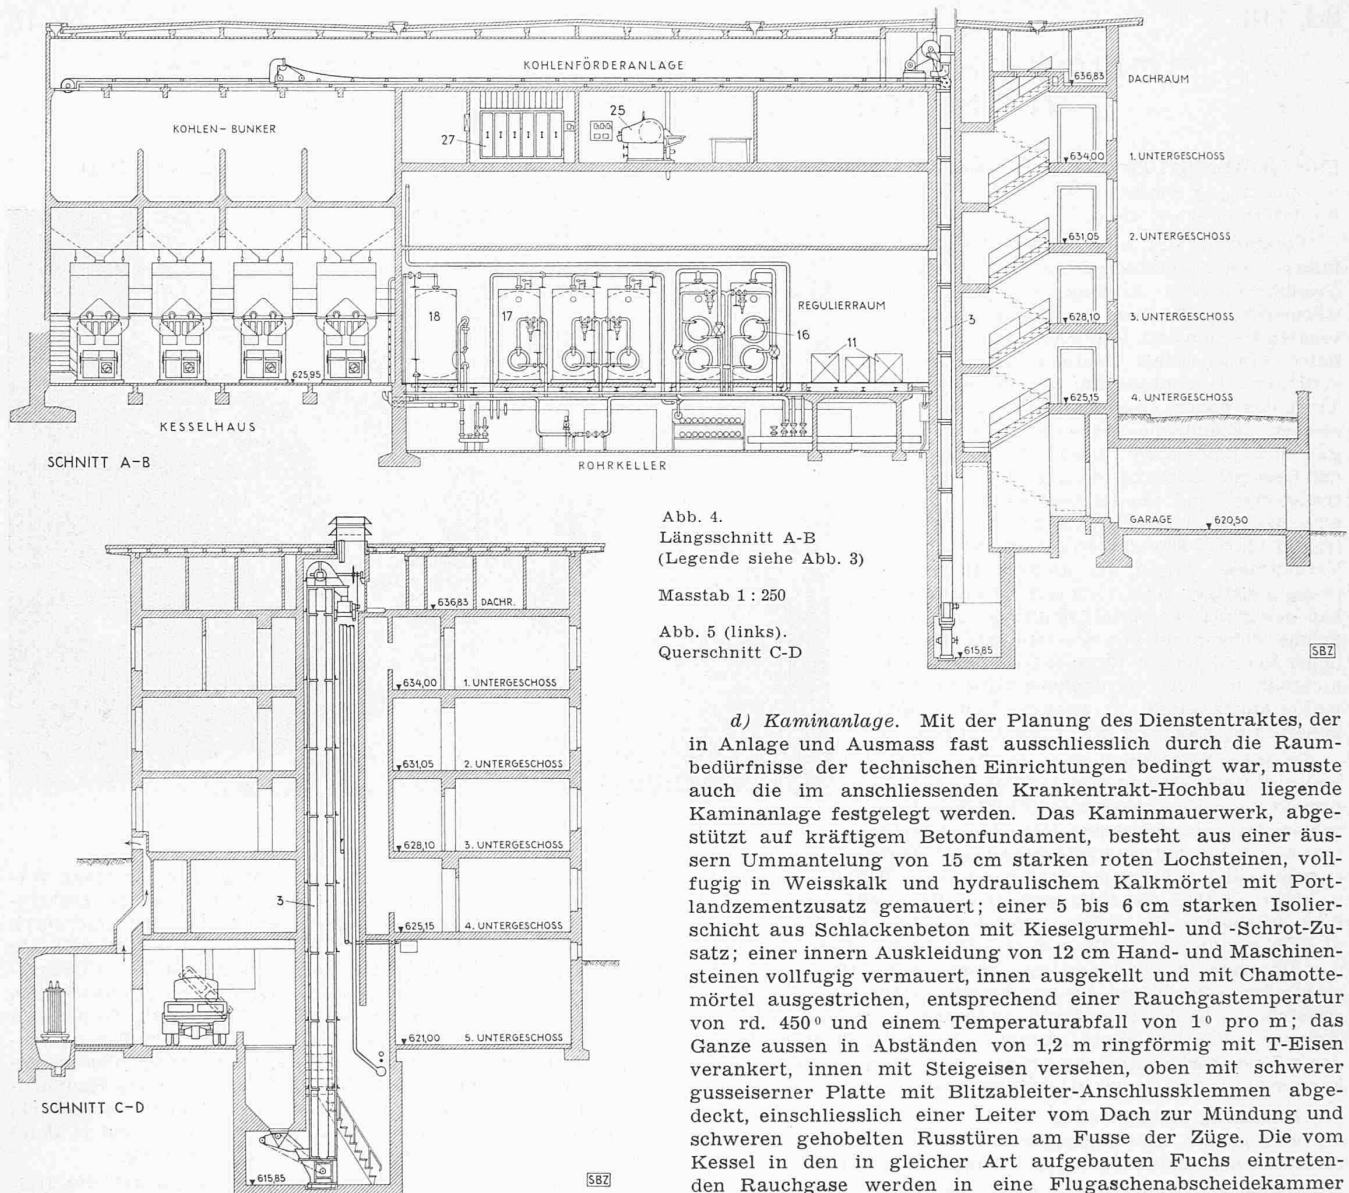 KOHLENFÖRDERANLAGE
636,83
DACHRAUM
KOHLEN-BUNKER
27
25
634,00
1. UNTERGESCHOSS
631,05
2. UNTERGESCHOSS
18
17
REGULIERRAUM
16
11
3
628,10
3. UNTERGESCHOSS
625,95
625,15
4. UNTERGESCHOSS
KESSELHAUS
SCHNITT A-B
ROHRKELLER
GARAGE
620,50
615,85
SBZ
Abb. 4.
Längsschnitt A-B
(Legende siehe Abb. 3)
Masstab 1 : 250
Abb. 5 (links).
Querschnitt C-D
636,83 DACHR.
634,00 1. UNTERGESCHOSS
631,05 2. UNTERGESCHOSS
628,10 3. UNTERGESCHOSS
3
625,15 4. UNTERGESCHOSS
621,00 5. UNTERGESCHOSS
SCHNITT C-D
615,85
SBZ
d) Kaminanlage. Mit der Planung des Dienstentraktes, der
in Anlage und Ausmass fast ausschliesslich durch die Raum-
bedürfnisse der technischen Einrichtungen bedingt war, musste
auch die im anschliessenden Krankentrakt-Hochbau liegende
Kaminanlage festgelegt werden. Das Kaminmauerwerk, abge-
stützt auf kräftigem Betonfundament, besteht aus einer äus-
sern Ummantelung von 15 cm starken roten Lochsteinen, voll-
fugig in Weisskalk und hydraulischem Kalkmörtel mit Port-
landzementzusatz gemauert; einer 5 bis 6 cm starken Isolier-
schicht aus Schlackenbeton mit Kieselgurmehl- und -Schrot-Zu-
satz; einer innern Auskleidung von 12 cm Hand- und Maschinen-
steinen vollfugig vermauert, innen ausgekellt und mit Chamotte-
mörtel ausgestrichen, entsprechend einer Rauchgastemperatur
von rd. 450⁰ und einem Temperaturabfall von 1⁰ pro m; das
Ganze aussen in Abständen von 1,2 m ringförmig mit T-Eisen
verankert, innen mit Steigeisen versehen, oben mit schwerer
gusseiserner Platte mit Blitzableiter-Anschlussklemmen abge-
deckt, einschliesslich einer Leiter vom Dach zur Mündung und
schweren gehobelten Russtüren am Fusse der Züge. Die vom
Kessel in den in gleicher Art aufgebauten Fuchs eintreten-
den Rauchgase werden in eine Flugaschenabscheidekammer